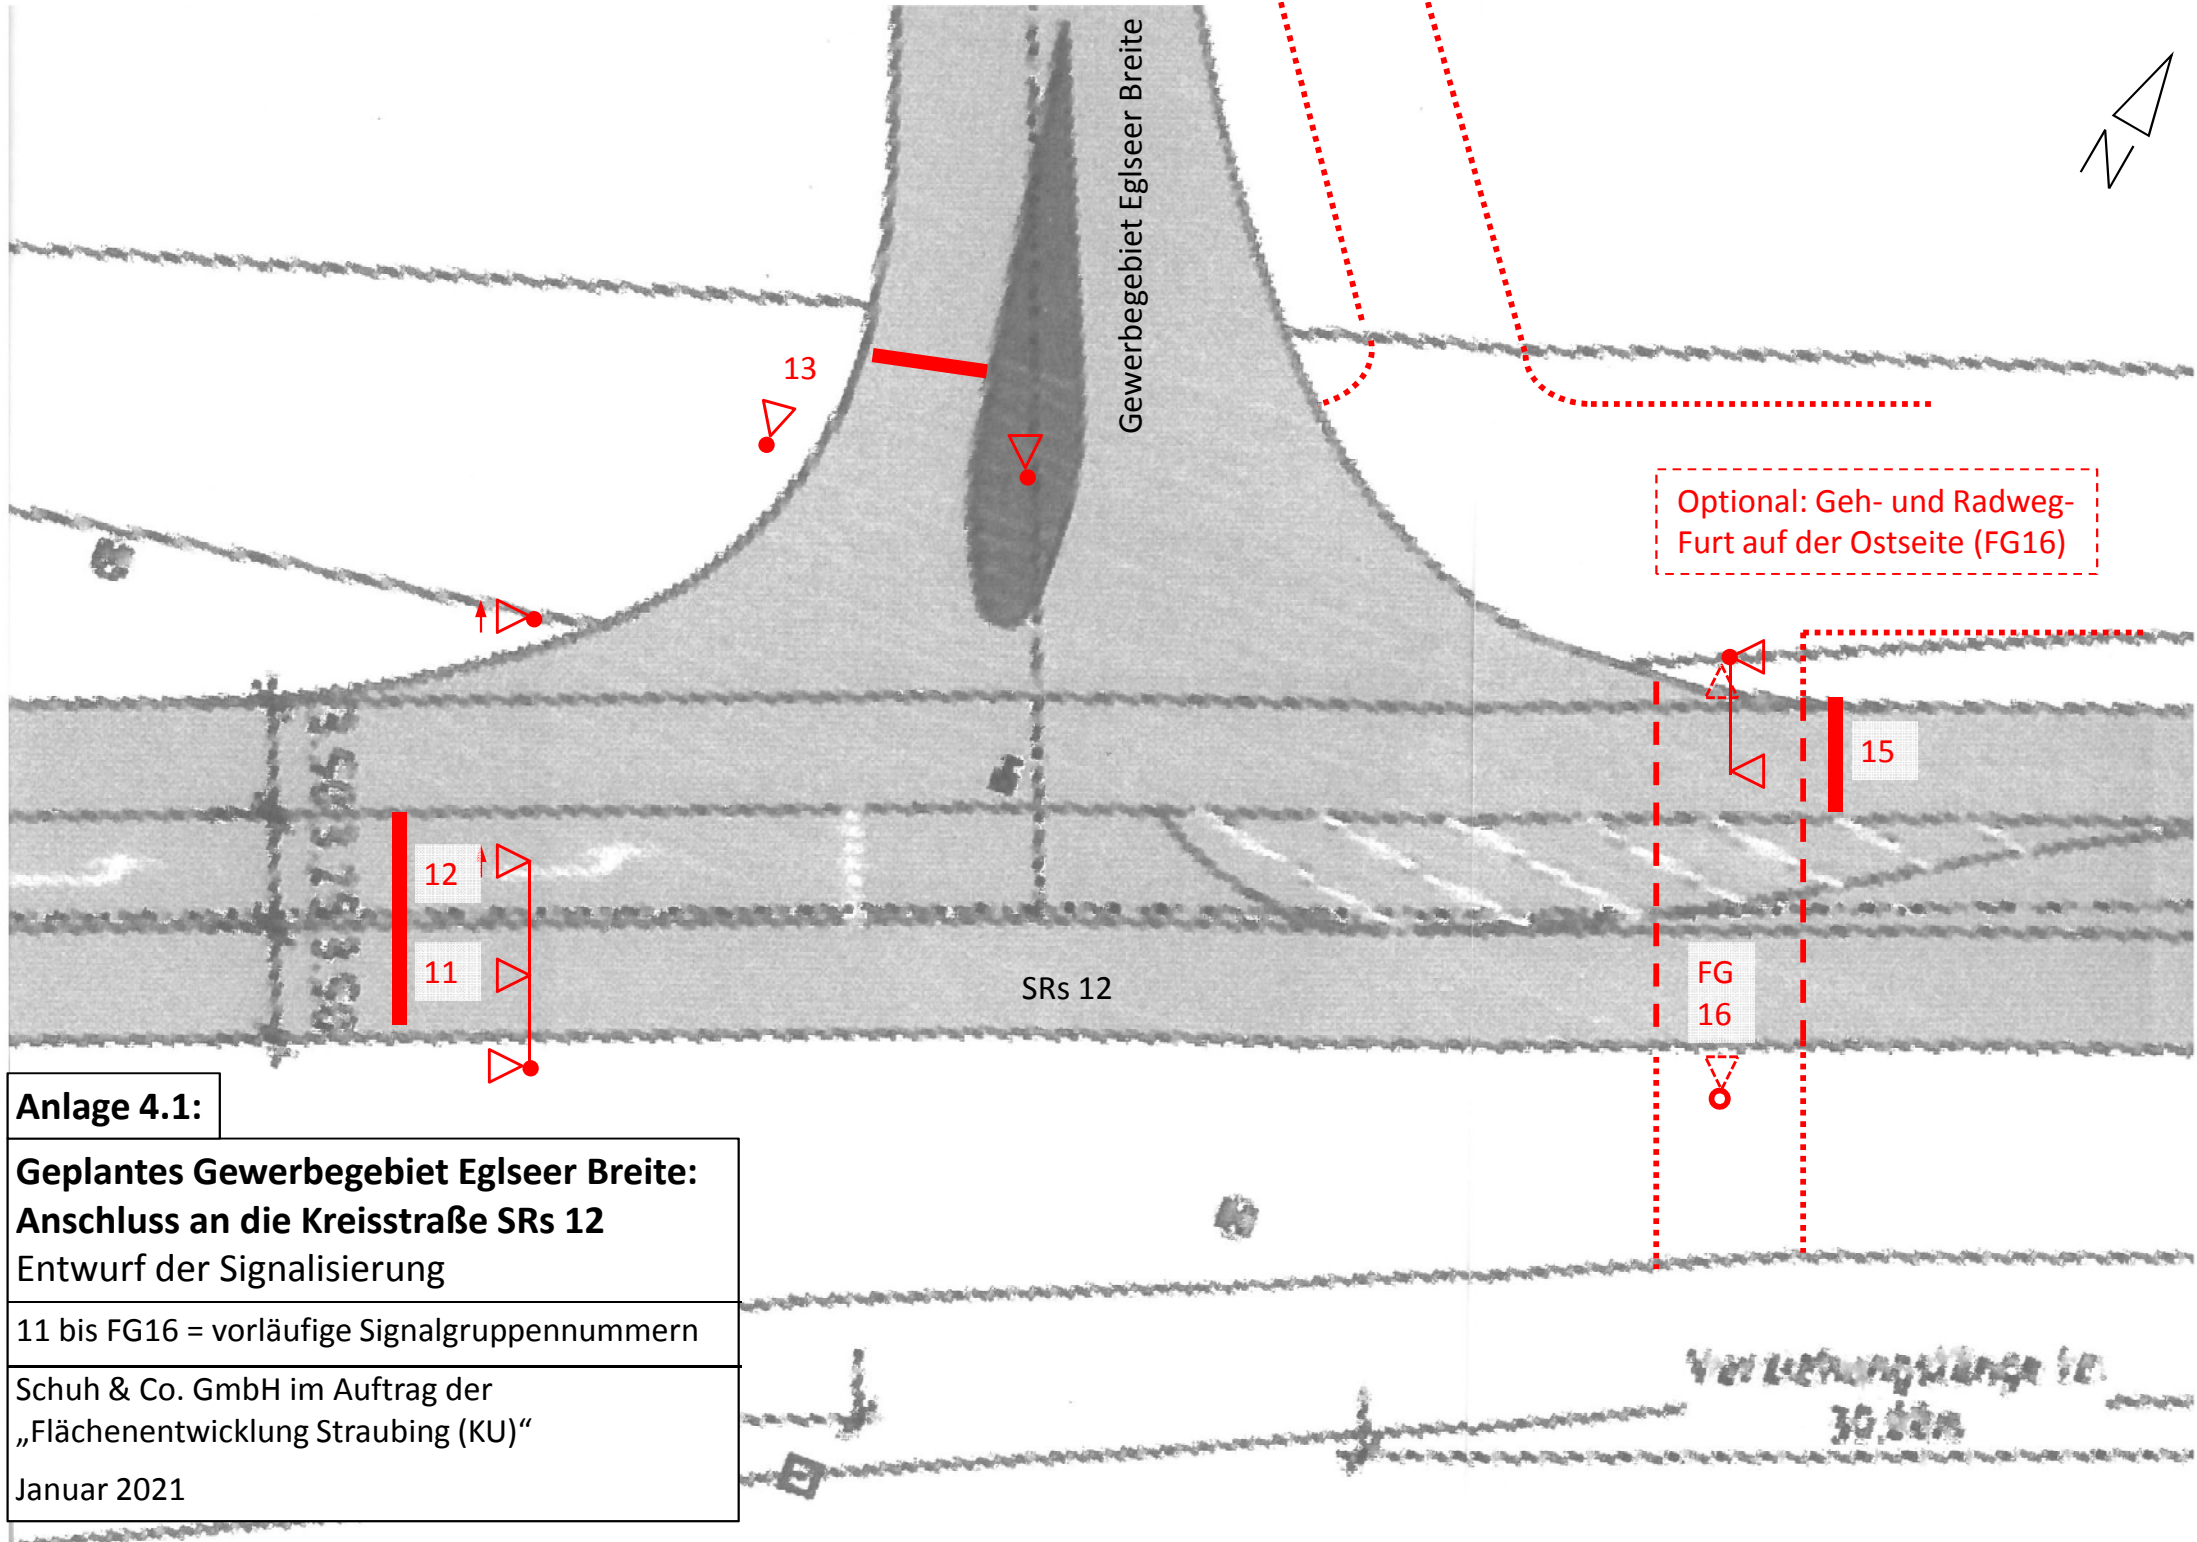 Gewerbegebiet Eglseer Breite
N
13
Optional: Geh- und Radweg-
Furt auf der Ostseite (FG16)
15
12
11
SRs 12
FG
16
Anlage 4.1:
Geplantes Gewerbegebiet Eglseer Breite:
Anschluss an die Kreisstraße SRs 12
Entwurf der Signalisierung
11 bis FG16 = vorläufige Signalgruppennummern
Schuh & Co. GmbH im Auftrag der
„Flächenentwicklung Straubing (KU)“
Januar 2021